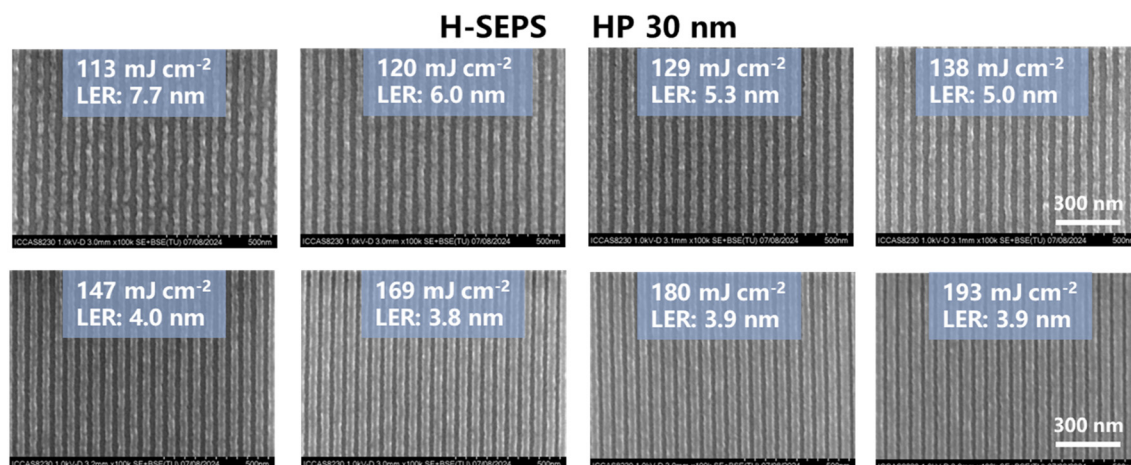 H-SEPS HP 30 nm
113 mJ cm⁻²
LER: 7.7 nm
120 mJ cm⁻²
LER: 6.0 nm
129 mJ cm⁻²
LER: 5.3 nm
138 mJ cm⁻²
LER: 5.0 nm
300 nm
ICCAS8230 1.0kV-D 3.0mm x100k SE+BSE(TU) 07/08/2024 500nm
ICCAS8230 1.0kV-D 3.0mm x100k SE+BSE(TU) 07/08/2024 500nm
ICCAS8230 1.0kV-D 3.1mm x100k SE+BSE(TU) 07/08/2024 500nm
ICCAS8230 1.0kV-D 3.1mm x100k SE+BSE(TU) 07/08/2024 500nm
147 mJ cm⁻²
LER: 4.0 nm
169 mJ cm⁻²
LER: 3.8 nm
180 mJ cm⁻²
LER: 3.9 nm
193 mJ cm⁻²
LER: 3.9 nm
300 nm